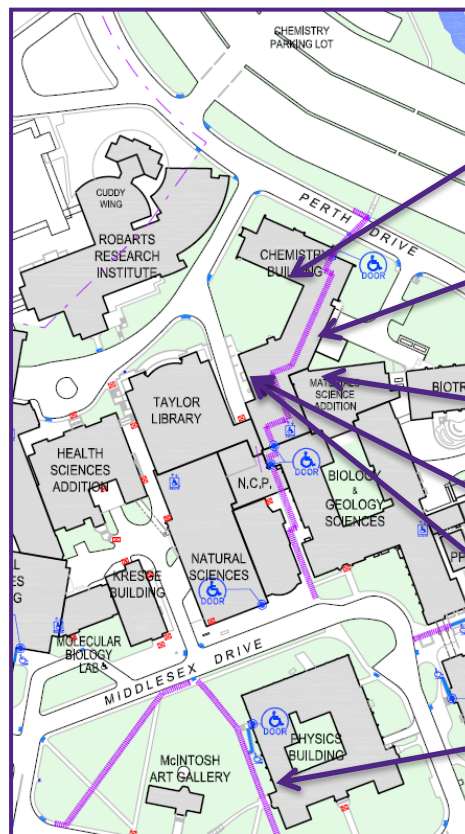 CHEMISTRY
PARKING LOT
CUDDY
WING
ROBARTS
RESEARCH
INSTITUTE
PERTH DRIVE
CHEMISTRY
BUILDING
DOOR
MATERIALS
SCIENCE
ADDITION
BIOTR
TAYLOR
LIBRARY
HEALTH
SCIENCES
ADDITION
N.C.P.
DOOR
BIOLOGY
&
GEOLOGY
SCIENCES
NATURAL
SCIENCES
KRESGE
BUILDING
DOOR
MOLECULAR
BIOLOGY
LAB
MIDDLESEX DRIVE
DOOR
PHYSICS
BUILDING
McINTOSH
ART GALLERY